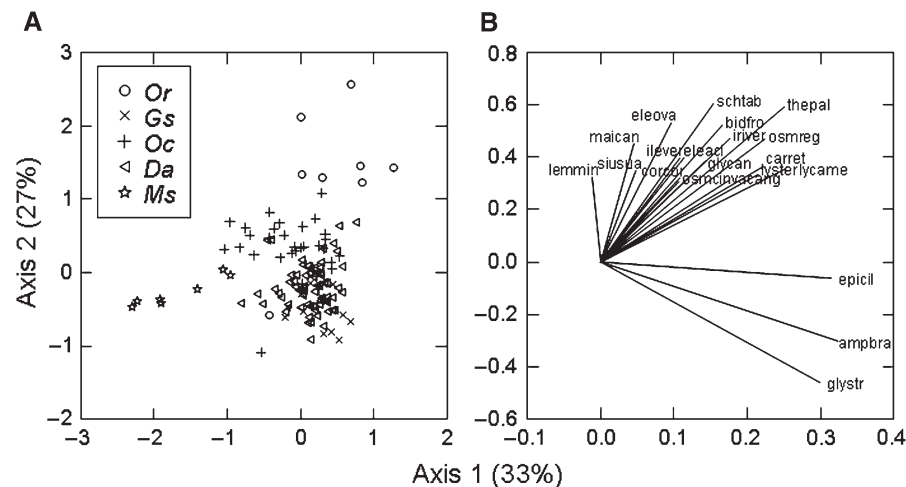 A
B
Or
Gs
Oc
Da
Ms
3
2
1
0
−1
−2
−3
−2
−1
0
1
2
Axis 2 (27%)
0.8
0.6
0.4
0.2
0.0
−0.2
−0.4
−0.6
−0.1
0.0
0.1
0.2
0.3
0.4
schtab
thepal
eleova
bidfro
maican
iriver
osmreg
ilevereleaci
carret
lemmin
siusua
corcor
glycan
lysterlycame
osmcinvacang
epicil
ampbra
glystr
Axis 1 (33%)